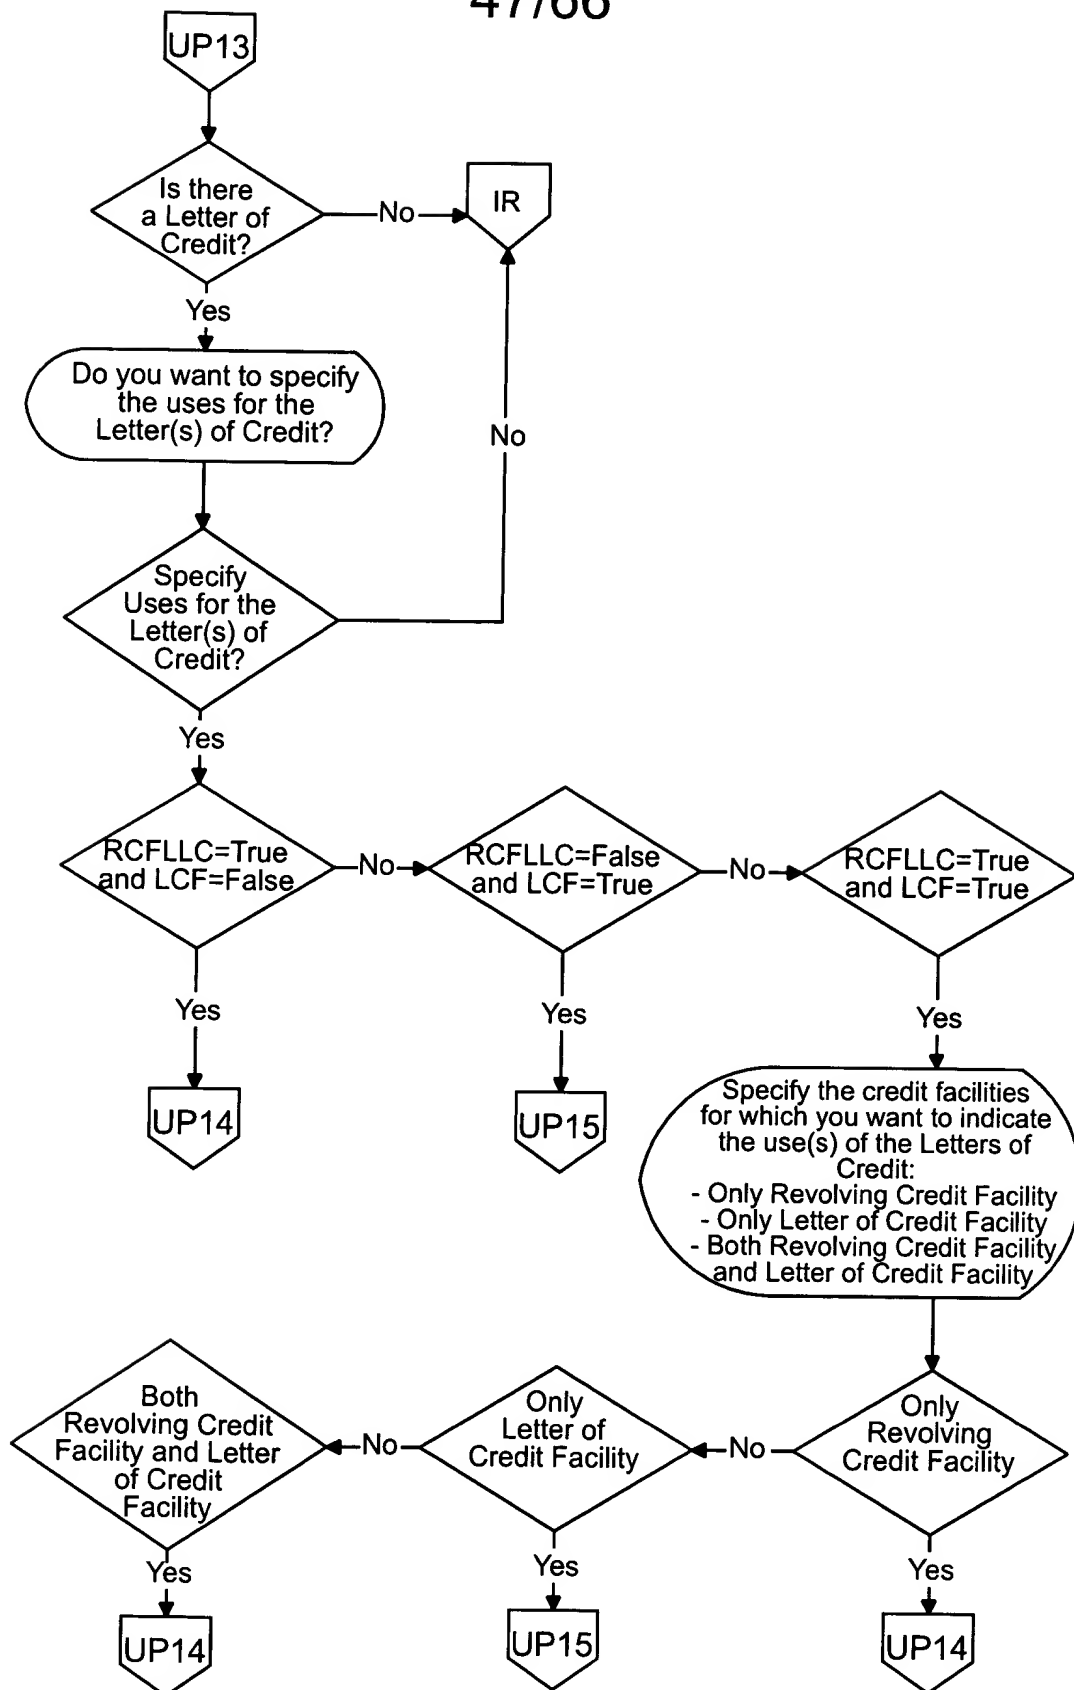 47/66
UP13
Is there
a Letter of
Credit?
No
IR
Yes
Do you want to specify
the uses for the
Letter(s) of Credit?
No
Specify
Uses for the
Letter(s) of
Credit?
Yes
RCFLLC=True
and LCF=False
No
RCFLLC=False
and LCF=True
No
RCFLLC=True
and LCF=True
Yes
Yes
Yes
UP14
UP15
Specify the credit facilities
for which you want to indicate
the use(s) of the Letters of
Credit:
- Only Revolving Credit Facility
- Only Letter of Credit Facility
- Both Revolving Credit Facility
and Letter of Credit Facility
Both
Revolving Credit
Facility and Letter
of Credit
Facility
No
Only
Letter of
Credit Facility
No
Only
Revolving
Credit Facility
Yes
Yes
Yes
UP14
UP15
UP14